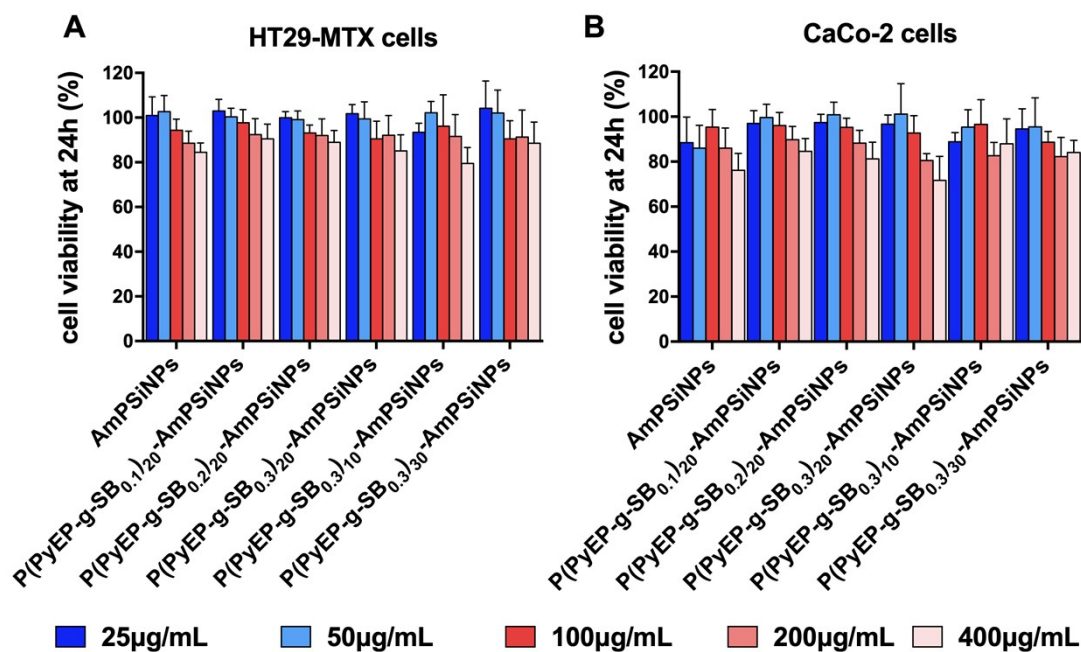 A
HT29-MTX cells
cell viability at 24h (%)
120
100
80
60
40
20
0
AmPSiNPs
P(PyEP-g-SB0.1)20-AmPSiNPs
P(PyEP-g-SB0.2)20-AmPSiNPs
P(PyEP-g-SB0.3)20-AmPSiNPs
P(PyEP-g-SB0.3)10-AmPSiNPs
P(PyEP-g-SB0.3)30-AmPSiNPs
B
CaCo-2 cells
cell viability at 24h (%)
120
100
80
60
40
20
0
AmPSiNPs
P(PyEP-g-SB0.1)20-AmPSiNPs
P(PyEP-g-SB0.2)20-AmPSiNPs
P(PyEP-g-SB0.3)20-AmPSiNPs
P(PyEP-g-SB0.3)10-AmPSiNPs
P(PyEP-g-SB0.3)30-AmPSiNPs
25µg/mL 50µg/mL 100µg/mL 200µg/mL 400µg/mL